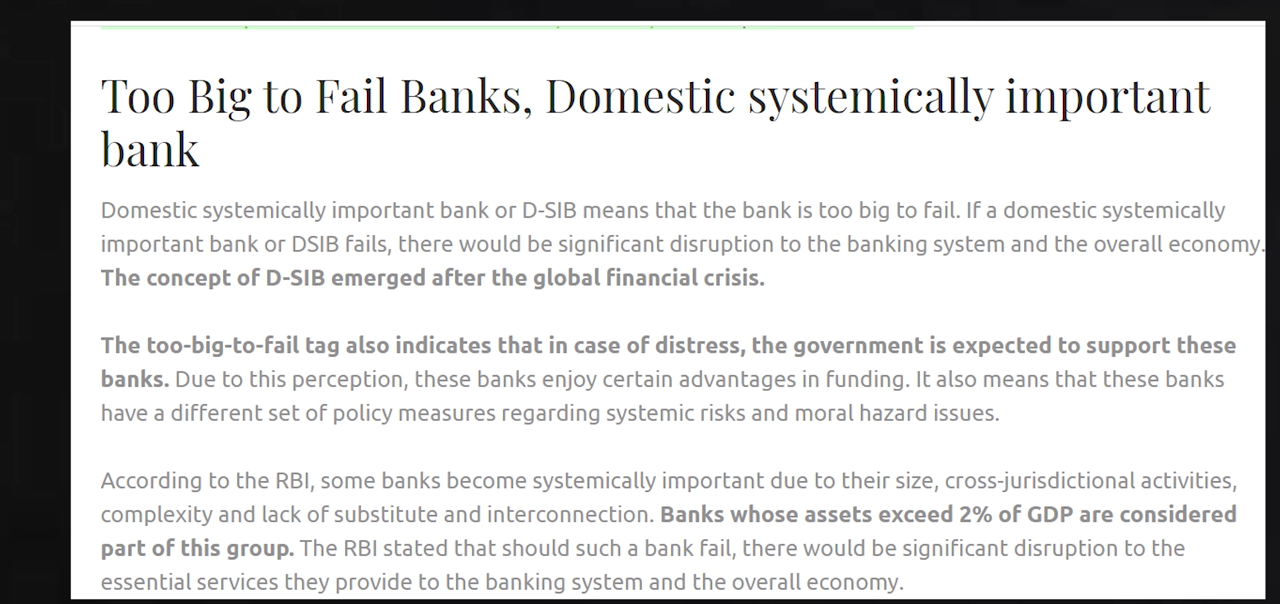 Too Big to Fail Banks, Domestic systemically important
bank
Domestic systemically important bank or D-SIB means that the bank is too big to fail. If a domestic systemically
important bank or DSIB fails, there would be significant disruption to the banking system and the overall economy.
The concept of D-SIB emerged after the global financial crisis.
The too-big-to-fail tag also indicates that in case of distress, the government is expected to support these
banks. Due to this perception, these banks enjoy certain advantages in funding. It also means that these banks
have a different set of policy measures regarding systemic risks and moral hazard issues.
According to the RBI, some banks become systemically important due to their size, cross-jurisdictional activities,
complexity and lack of substitute and interconnection. Banks whose assets exceed 2% of GDP are considered
part of this group. The RBI stated that should such a bank fail, there would be significant disruption to the
essential services they provide to the banking system and the overall economy.